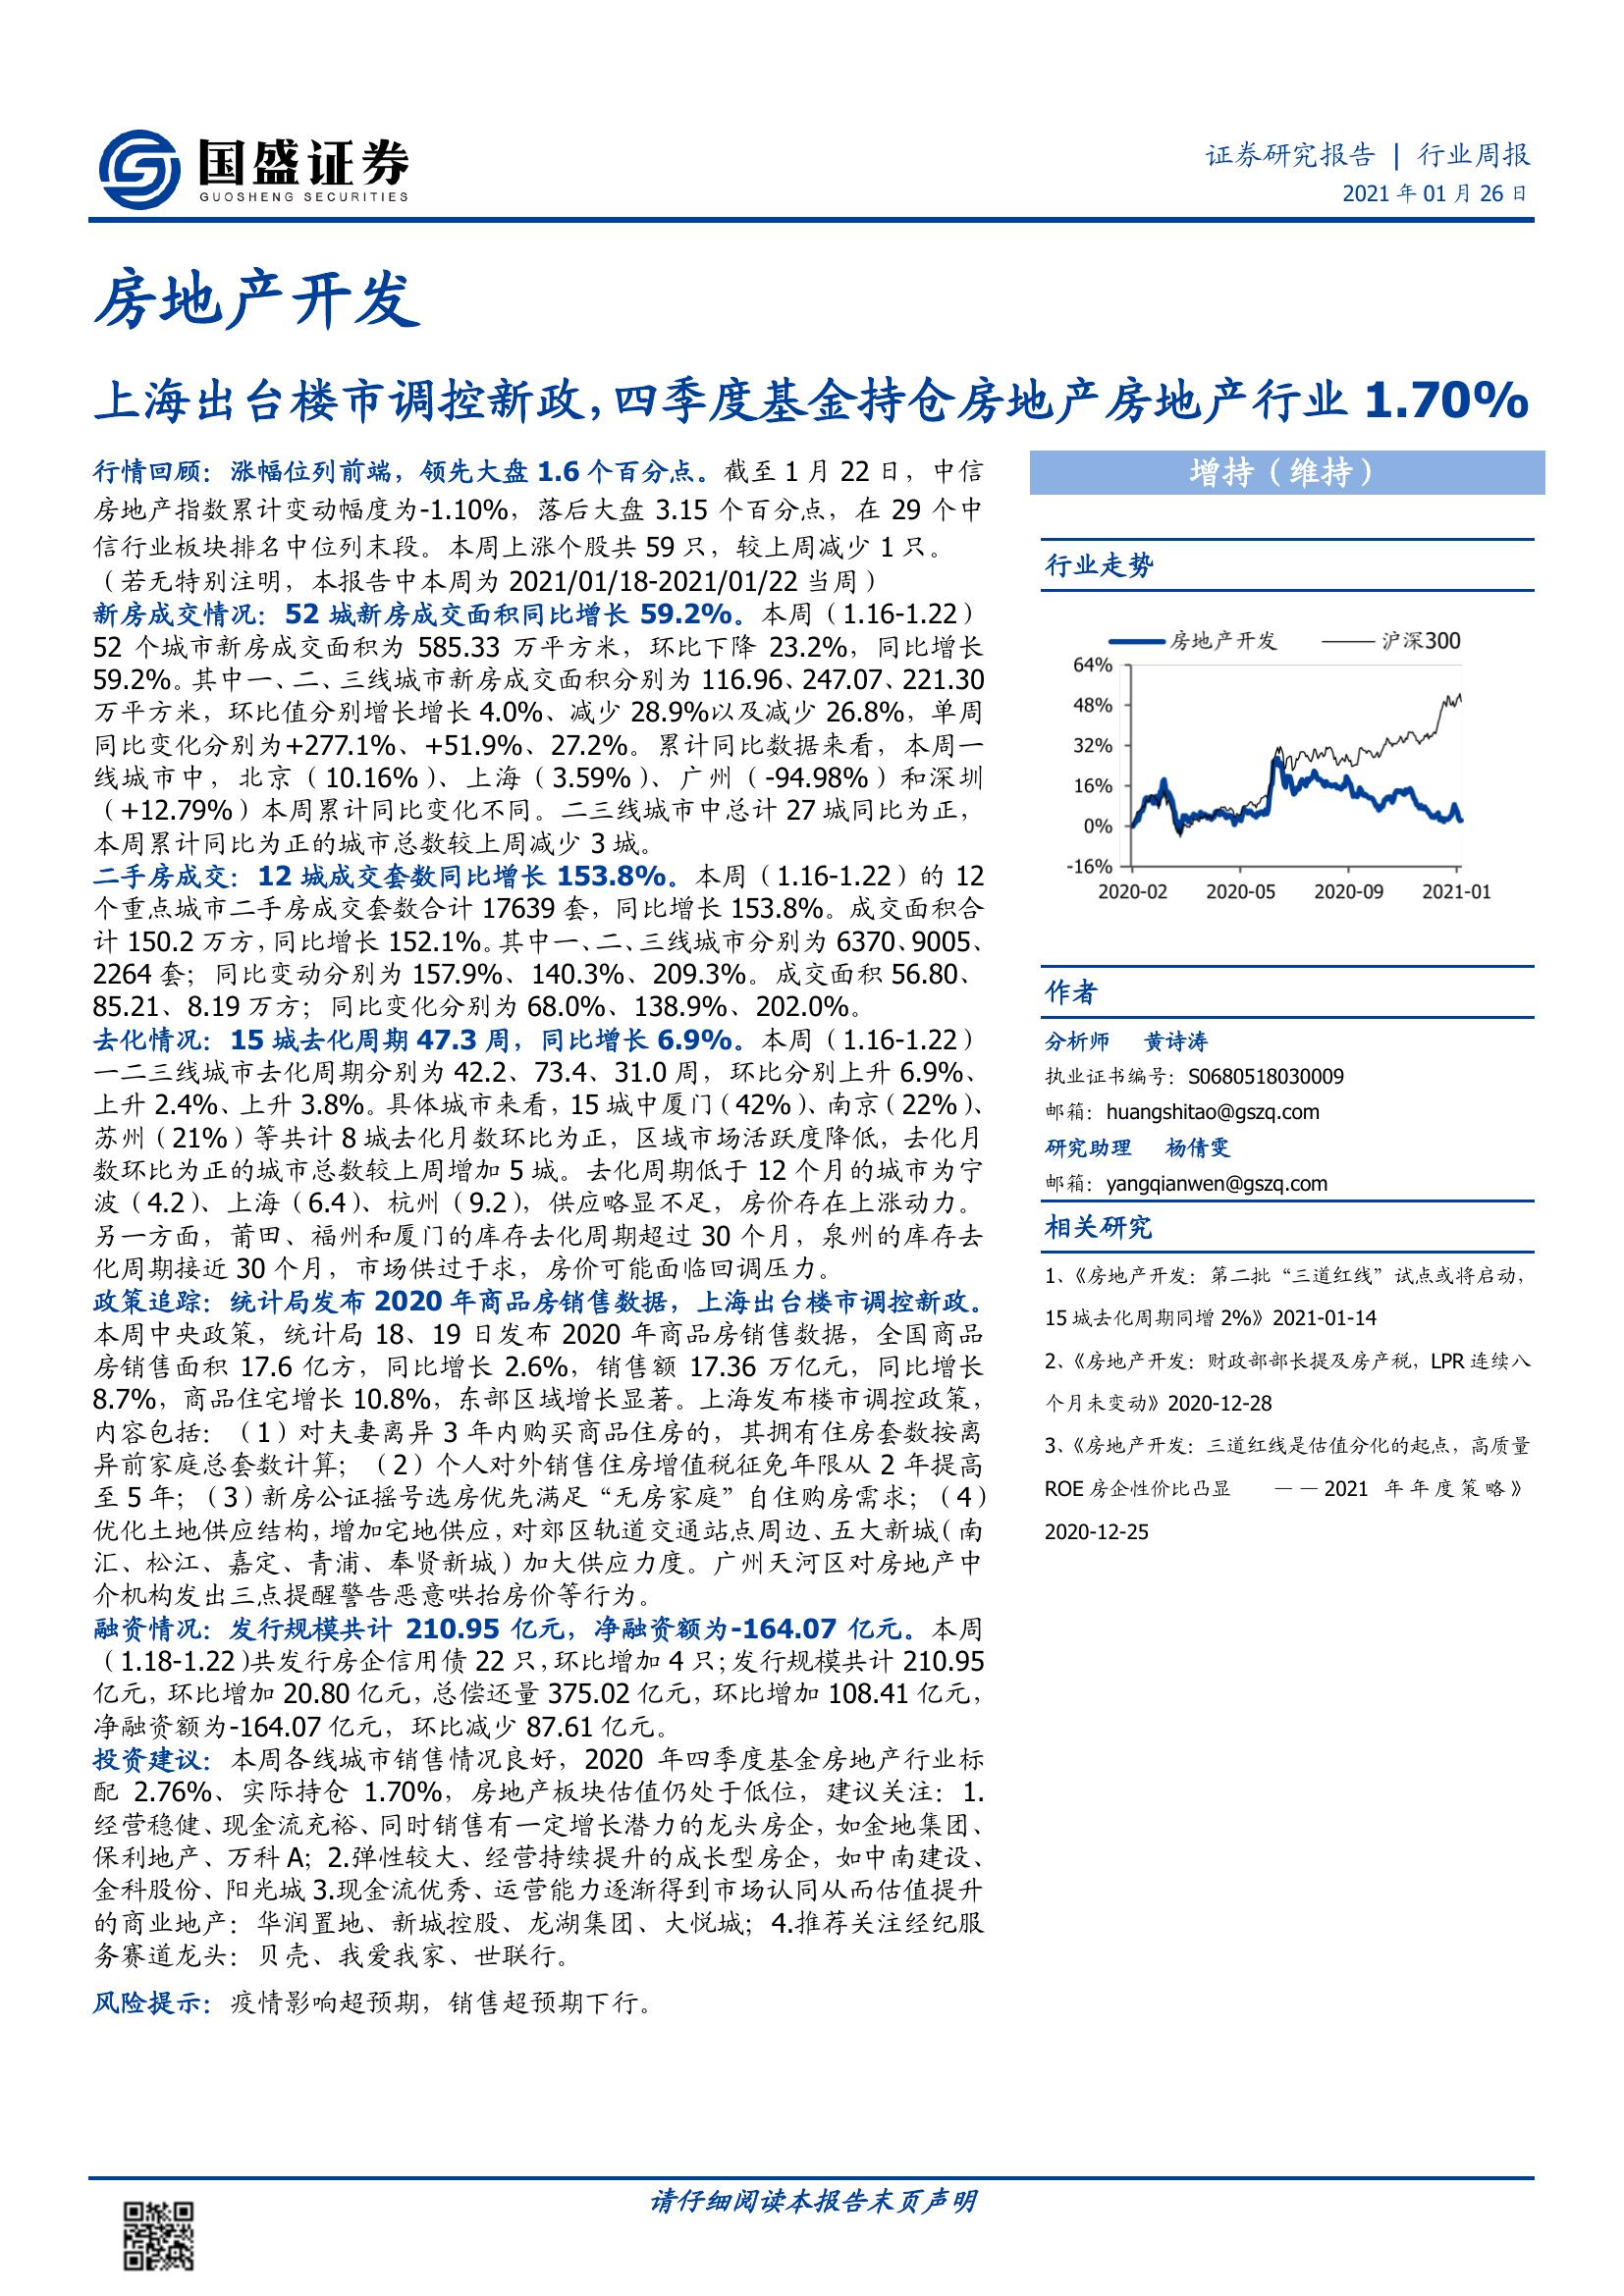 国盛证券
GUOSHENG SECURITIES
证券研究报告 | 行业周报
2021 年 01 月 26 日
房地产开发
上海出台楼市调控新政，四季度基金持仓房地产房地产行业 1.70%
行情回顾：涨幅位列前端，领先大盘 1.6 个百分点。截至 1 月 22 日，中信
房地产指数累计变动幅度为-1.10%，落后大盘 3.15 个百分点，在 29 个中
信行业板块排名中位列末段。本周上涨个股共 59 只，较上周减少 1 只。
（若无特别注明，本报告中本周为 2021/01/18-2021/01/22 当周）
新房成交情况：52 城新房成交面积同比增长 59.2%。本周（1.16-1.22）
52 个城市新房成交面积为 585.33 万平方米，环比下降 23.2%，同比增长
59.2%。其中一、二、三线城市新房成交面积分别为 116.96、247.07、221.30
万平方米，环比值分别增长增长 4.0%、减少 28.9%以及减少 26.8%，单周
同比变化分别为+277.1%、+51.9%、27.2%。累计同比数据来看，本周一
线城市中，北京（10.16%）、上海（3.59%）、广州（-94.98%）和深圳
（+12.79%）本周累计同比变化不同。二三线城市中总计 27 城同比为正，
本周累计同比为正的城市总数较上周减少 3 城。
二手房成交：12 城成交套数同比增长 153.8%。本周（1.16-1.22）的 12
个重点城市二手房成交套数合计 17639 套，同比增长 153.8%。成交面积合
计 150.2 万方，同比增长 152.1%。其中一、二、三线城市分别为 6370、9005、
2264 套；同比变动分别为 157.9%、140.3%、209.3%。成交面积 56.80、
85.21、8.19 万方；同比变化分别为 68.0%、138.9%、202.0%。
去化情况：15 城去化周期 47.3 周，同比增长 6.9%。本周（1.16-1.22）
一二三线城市去化周期分别为 42.2、73.4、31.0 周，环比分别上升 6.9%、
上升 2.4%、上升 3.8%。具体城市来看，15 城中厦门（42%）、南京（22%）、
苏州（21%）等共计 8 城去化月数环比为正，区域市场活跃度降低，去化月
数环比为正的城市总数较上周增加 5 城。去化周期低于 12 个月的城市为宁
波（4.2）、上海（6.4）、杭州（9.2），供应略显不足，房价存在上涨动力。
另一方面，莆田、福州和厦门的库存去化周期超过 30 个月，泉州的库存去
化周期接近 30 个月，市场供过于求，房价可能面临回调压力。
政策追踪：统计局发布 2020 年商品房销售数据，上海出台楼市调控新政。
本周中央政策，统计局 18、19 日发布 2020 年商品房销售数据，全国商品
房销售面积 17.6 亿方，同比增长 2.6%，销售额 17.36 万亿元，同比增长
8.7%，商品住宅增长 10.8%，东部区域增长显著。上海发布楼市调控政策，
内容包括：（1）对夫妻离异 3 年内购买商品住房的，其拥有住房套数按离
异前家庭总套数计算；（2）个人对外销售住房增值税征免年限从 2 年提高
至 5 年；（3）新房公证摇号选房优先满足“无房家庭”自住购房需求；（4）
优化土地供应结构，增加宅地供应，对郊区轨道交通站点周边、五大新城（南
汇、松江、嘉定、青浦、奉贤新城）加大供应力度。广州天河区对房地产中
介机构发出三点提醒警告恶意哄抬房价等行为。
融资情况：发行规模共计 210.95 亿元，净融资额为-164.07 亿元。本周
（1.18-1.22）共发行房企信用债 22 只，环比增加 4 只；发行规模共计 210.95
亿元，环比增加 20.80 亿元，总偿还量 375.02 亿元，环比增加 108.41 亿元，
净融资额为-164.07 亿元，环比减少 87.61 亿元。
投资建议：本周各线城市销售情况良好，2020 年四季度基金房地产行业标
配 2.76%、实际持仓 1.70%，房地产板块估值仍处于低位，建议关注：1.
经营稳健、现金流充裕、同时销售有一定增长潜力的龙头房企，如金地集团、
保利地产、万科 A；2.弹性较大、经营持续提升的成长型房企，如中南建设、
金科股份、阳光城 3.现金流优秀、运营能力逐渐得到市场认同从而估值提升
的商业地产：华润置地、新城控股、龙湖集团、大悦城；4.推荐关注经纪服
务赛道龙头：贝壳、我爱我家、世联行。
风险提示：疫情影响超预期，销售超预期下行。
增持（维持）
行业走势
房地产开发 沪深300
64%
48%
32%
16%
0%
-16%
2020-02 2020-05 2020-09 2021-01
作者
分析师 黄诗涛
执业证书编号：S0680518030009
邮箱：huangshitao@gszq.com
研究助理 杨倩雯
邮箱：yangqianwen@gszq.com
相关研究
1、《房地产开发：第二批“三道红线”试点或将启动，
15 城去化周期同增 2%》2021-01-14
2、《房地产开发：财政部部长提及房产税，LPR 连续八
个月未变动》2020-12-28
3、《房地产开发：三道红线是估值分化的起点，高质量
ROE 房企性价比凸显 ——2021 年年度策略》
2020-12-25
请仔细阅读本报告末页声明